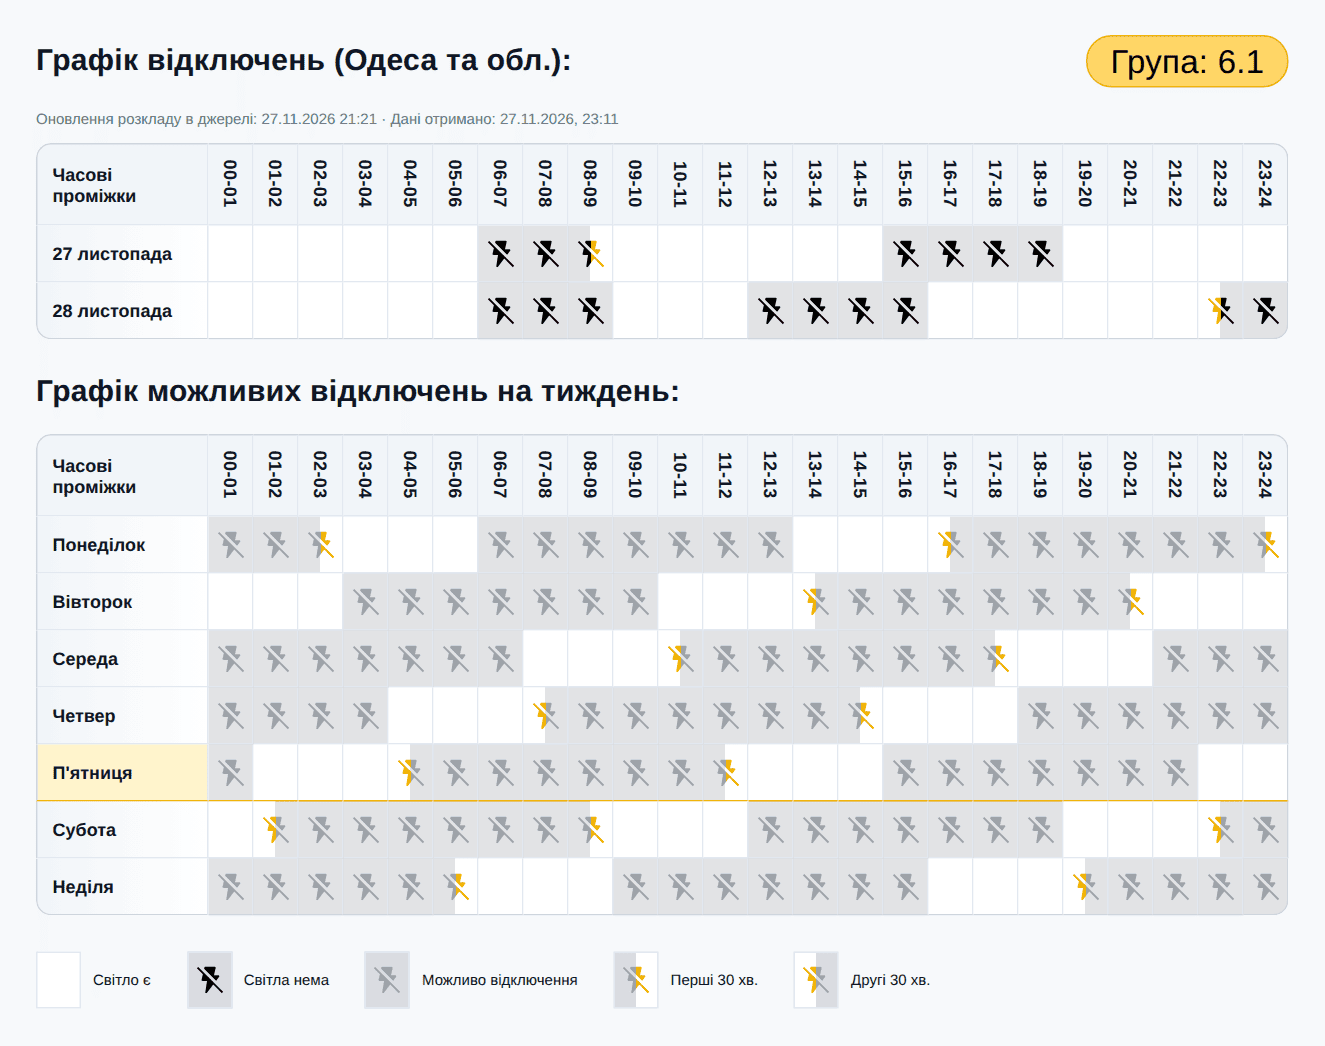 Графік відключень (Одеса та обл.):
Група: 6.1
Оновлення розкладу в джерелі: 27.11.2026 21:21 · Дані отримано: 27.11.2026, 23:11
Часові проміжки 00-01 01-02 02-03 03-04 04-05 05-06 06-07 07-08 08-09 09-10 10-11 11-12 12-13 13-14 14-15 15-16 16-17 17-18 18-19 19-20 20-21 21-22 22-23 23-24
27 листопада
28 листопада
Графік можливих відключень на тиждень:
Часові проміжки 00-01 01-02 02-03 03-04 04-05 05-06 06-07 07-08 08-09 09-10 10-11 11-12 12-13 13-14 14-15 15-16 16-17 17-18 18-19 19-20 20-21 21-22 22-23 23-24
Понеділок
Вівторок
Середа
Четвер
П'ятниця
Субота
Неділя
Світло є Світла нема Можливо відключення Перші 30 хв. Другі 30 хв.